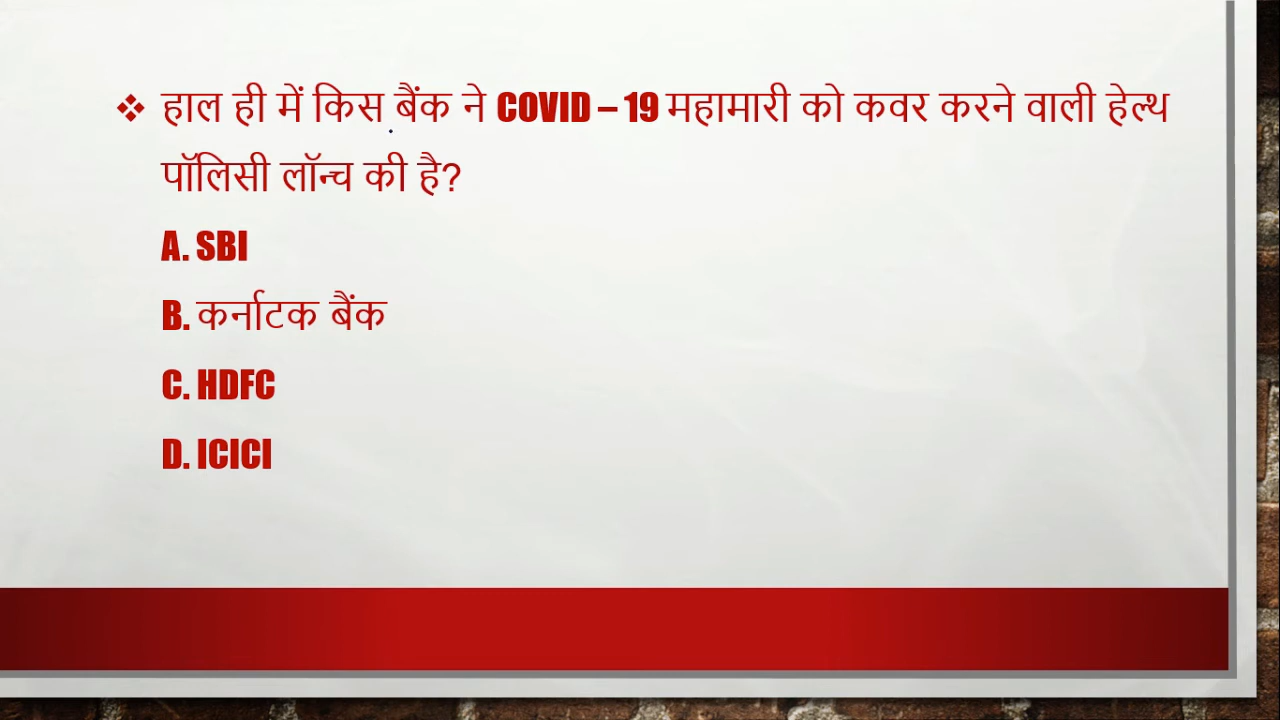 ❖ हाल ही में किस बैंक ने COVID – 19 महामारी को कवर करने वाली हेल्थ
पॉलिसी लॉन्च की है?
A. SBI
B. कर्नाटक बैंक
C. HDFC
D. ICICI